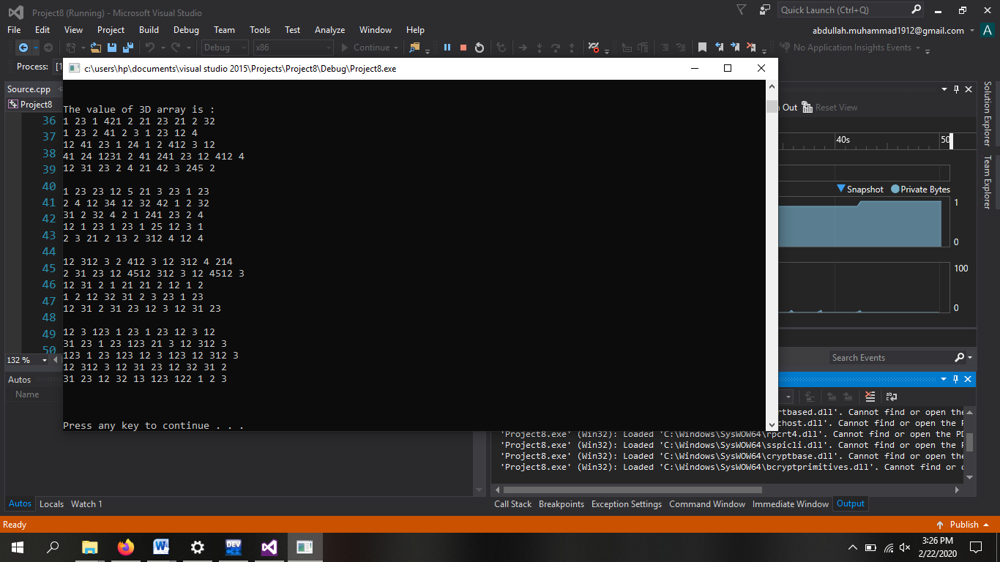 Project8 (Running) - Microsoft Visual Studio
Quick Launch (Ctrl+Q)
File Edit View Project Build Debug Team Tools Test Analyze Window Help
abdullah.muhammad1912@gmail.com A
Debug x86 Continue No Application Insights Events
Process: [1
c:\users\hp\documents\visual studio 2015\Projects\Project8\Debug\Project8.exe
Source.cpp
Project8
36
37
38
39
40
41
42
43
44
45
46
47
48
49
50
132 %
The value of 3D array is :
1 23 1 421 2 21 23 21 2 32
1 23 2 41 2 3 1 23 12 4
12 41 23 1 24 1 2 412 3 12
41 24 1231 2 41 241 23 12 412 4
12 31 23 2 4 21 42 3 245 2
1 23 23 12 5 21 3 23 1 23
2 4 12 34 12 32 42 1 2 32
31 2 32 4 2 1 241 23 2 4
12 1 23 1 23 1 25 12 3 1
2 3 21 2 13 2 312 4 12 4
12 312 3 2 412 3 12 312 4 214
2 31 23 12 4512 312 3 12 4512 3
12 31 2 1 21 21 2 12 1 2
1 2 12 32 31 2 3 23 1 23
12 31 2 31 23 12 3 12 31 23
12 3 123 1 23 1 23 12 3 12
31 23 1 23 123 21 3 12 312 3
123 1 23 123 12 3 123 12 312 3
12 312 3 12 31 23 12 32 31 2
31 23 12 32 13 123 122 1 2 3
Press any key to continue . . .
Out Reset View
40s 50
Snapshot Private Bytes
1
0
100
0
Search Events
Solution Explorer
Team Explorer
Autos
Name
rtbased.dll'. Cannot find or open the
chost.dll'. Cannot find or open the P
'Project8.exe' (Win32): Loaded 'C:\Windows\SysWOW64\rpcrt4.dll'. Cannot find or open the PD
'Project8.exe' (Win32): Loaded 'C:\Windows\SysWOW64\sspicli.dll'. Cannot find or open the P
'Project8.exe' (Win32): Loaded 'C:\Windows\SysWOW64\cryptbase.dll'. Cannot find or open the
'Project8.exe' (Win32): Loaded 'C:\Windows\SysWOW64\bcryptprimitives.dll'. Cannot find or o
Autos Locals Watch 1
Call Stack Breakpoints Exception Settings Command Window Immediate Window Output
Ready
Publish
DEV
3:26 PM
2/22/2020